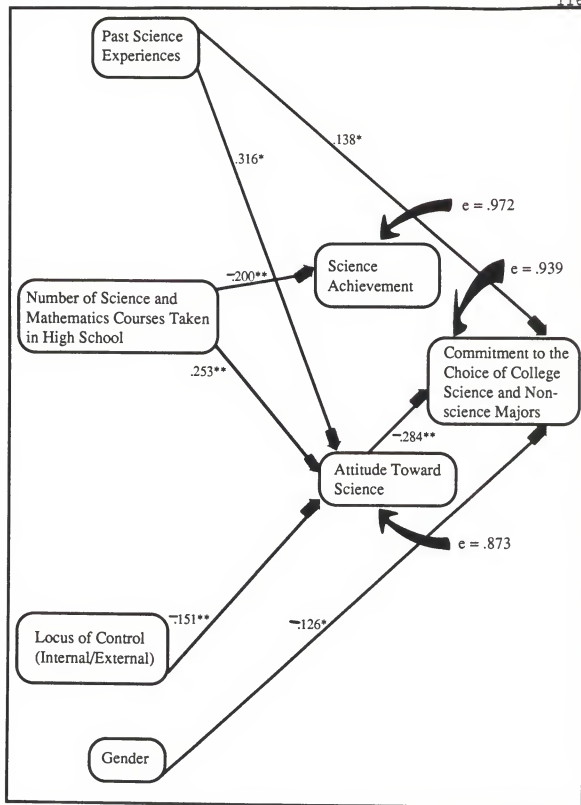 Past Science
Experiences
.138*
.316*
e = .972
-.200**
Science
Achievement
e = .939
Number of Science and
Mathematics Courses Taken
in High School
Commitment to the
Choice of College
Science and Non-
science Majors
.253**
-.284**
Attitude Toward
Science
e = .873
-.151**
-.126*
Locus of Control
(Internal/External)
Gender